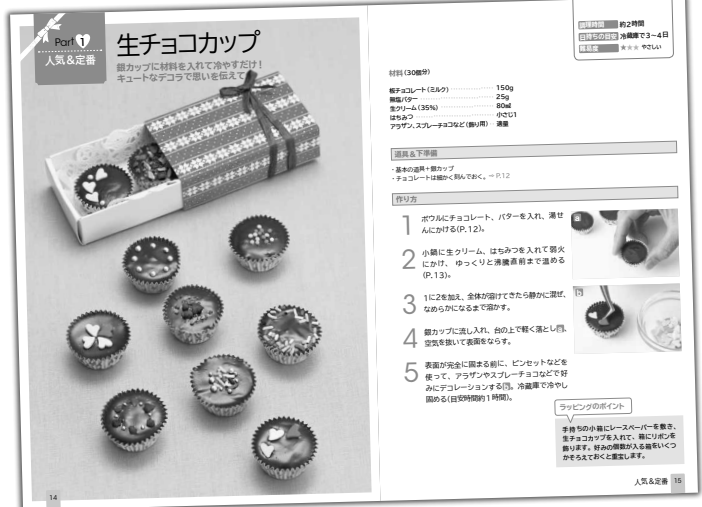 Part 1
人気&定番
生チョコカップ
銀カップに材料を入れて冷やすだけ!
キュートなデコラで思いを伝えて
調理時間 約2時間
日持ちの目安 冷蔵庫で3~4日
難易度 ★★★ やさしい
材料(30個分)
板チョコレート(ミルク) 150g
無塩バター 25g
生クリーム(35%) 80㎖
はちみつ 小さじ1
アラザン、スプレーチョコなど(飾り用) 適量
道具&下準備
・基本の道具+銀カップ
・チョコレートは細かく刻んでおく。⇒P.12
作り方
1 ボウルにチョコレート、バターを入れ、湯せ
んにかける(P.12)。
2 小鍋に生クリーム、はちみつを入れて弱火
にかけ、ゆっくりと沸騰直前まで温める
(P.13)。
3 1に2を加え、全体が溶けてきたら静かに混ぜ、
なめらかになるまで溶かす。
4 銀カップに流し入れ、台の上で軽く落としa、
空気を抜いて表面をならす。
5 表面が完全に固まる前に、ピンセットなどを
使って、アラザンやスプレーチョコなどで好
みにデコレーションするb。冷蔵庫で冷やし
固める(目安時間約1時間)。
a
b
ラッピングのポイント
手持ちの小箱にレースペーパーを敷き、
生チョコカップを入れて、箱にリボンを
飾ります。好みの個数が入る箱をいくつ
かそろえておくと重宝します。
14
人気&定番 15